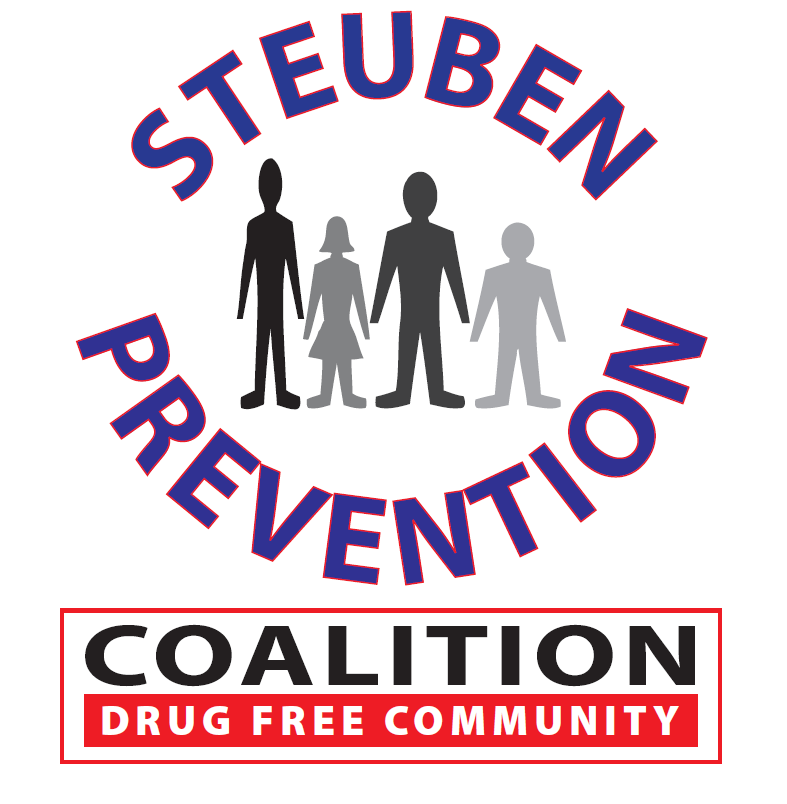 STEUBEN
PREVENTION
COALITION
DRUG FREE COMMUNITY